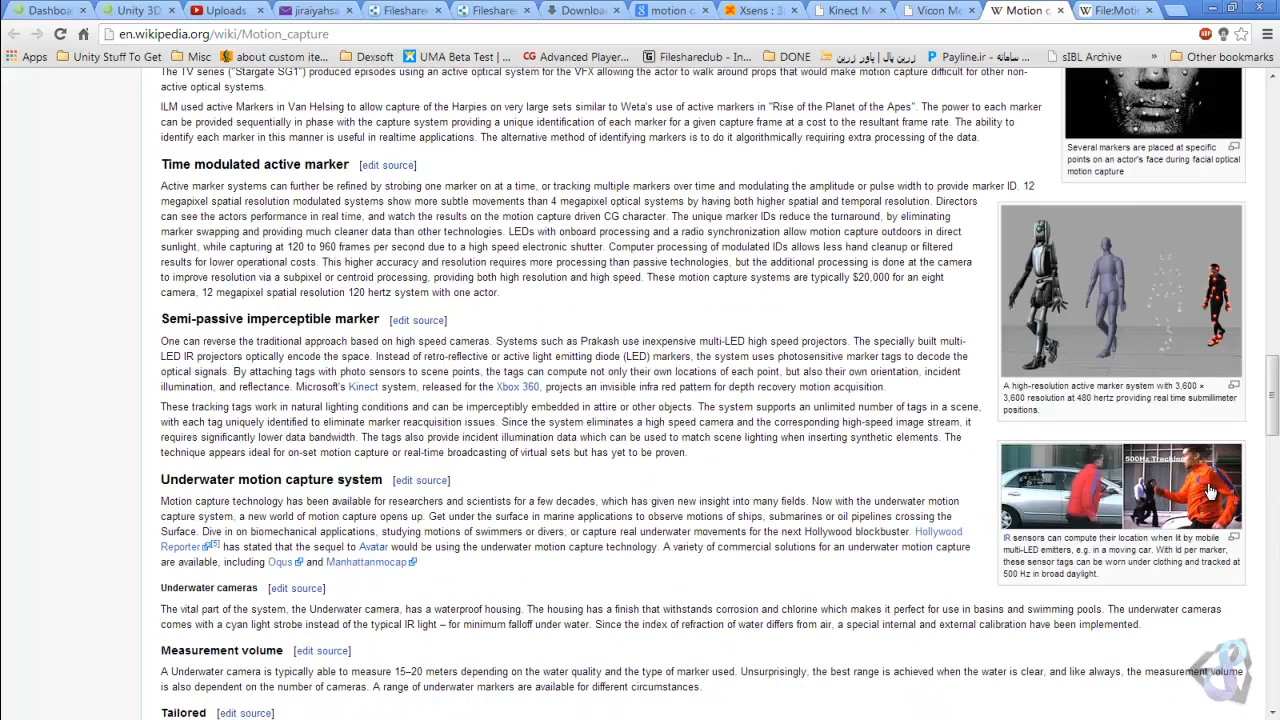 Dashboa
Unity 3D
Uploads
jiraiyahsa
Fileshare
Fileshares
Downloa
motion c
Xsens : 3
Kinect M
Vicon Mo
Motion c
File:Moti
en.wikipedia.org/wiki/Motion_capture
Apps
Unity Stuff To Get
Misc
about custom ite...
Dexsoft
UMA Beta Test | ...
Advanced Player...
Fileshareclub - In...
DONE
زرین پال | پاور زرین
Payline.ir - سامانه ...
sIBL Archive
»
Other bookmarks
The TV series ("Stargate SG1") produced episodes using an active optical system for the VFX allowing the actor to walk around props that would make motion capture difficult for other non-
active optical systems.
ILM used active Markers in Van Helsing to allow capture of the Harpies on very large sets similar to Weta's use of active markers in "Rise of the Planet of the Apes". The power to each marker
can be provided sequentially in phase with the capture system providing a unique identification of each marker for a given capture frame at a cost to the resultant frame rate. The ability to
identify each marker in this manner is useful in realtime applications. The alternative method of identifying markers is to do it algorithmically requiring extra processing of the data.
Time modulated active marker [edit source]
Active marker systems can further be refined by strobing one marker on at a time, or tracking multiple markers over time and modulating the amplitude or pulse width to provide marker ID. 12
megapixel spatial resolution modulated systems show more subtle movements than 4 megapixel optical systems by having both higher spatial and temporal resolution. Directors
can see the actors performance in real time, and watch the results on the motion capture driven CG character. The unique marker IDs reduce the turnaround, by eliminating
marker swapping and providing much cleaner data than other technologies. LEDs with onboard processing and a radio synchronization allow motion capture outdoors in direct
sunlight, while capturing at 120 to 960 frames per second due to a high speed electronic shutter. Computer processing of modulated IDs allows less hand cleanup or filtered
results for lower operational costs. This higher accuracy and resolution requires more processing than passive technologies, but the additional processing is done at the camera
to improve resolution via a subpixel or centroid processing, providing both high resolution and high speed. These motion capture systems are typically $20,000 for an eight
camera, 12 megapixel spatial resolution 120 hertz system with one actor.
Semi-passive imperceptible marker [edit source]
One can reverse the traditional approach based on high speed cameras. Systems such as Prakash use inexpensive multi-LED high speed projectors. The specially built multi-
LED IR projectors optically encode the space. Instead of retro-reflective or active light emitting diode (LED) markers, the system uses photosensitive marker tags to decode the
optical signals. By attaching tags with photo sensors to scene points, the tags can compute not only their own locations of each point, but also their own orientation, incident
illumination, and reflectance. Microsoft's Kinect system, released for the Xbox 360, projects an invisible infra red pattern for depth recovery motion acquisition.
These tracking tags work in natural lighting conditions and can be imperceptibly embedded in attire or other objects. The system supports an unlimited number of tags in a scene,
with each tag uniquely identified to eliminate marker reacquisition issues. Since the system eliminates a high speed camera and the corresponding high-speed image stream, it
requires significantly lower data bandwidth. The tags also provide incident illumination data which can be used to match scene lighting when inserting synthetic elements. The
technique appears ideal for on-set motion capture or real-time broadcasting of virtual sets but has yet to be proven.
Underwater motion capture system [edit source]
Motion capture technology has been available for researchers and scientists for a few decades, which has given new insight into many fields. Now with the underwater motion
capture system, a new world of motion capture opens up. Get under the surface in marine applications to observe motions of ships, submarines or oil pipelines crossing the
Surface. Dive in on biomechanical applications, studying motions of swimmers or divers; or capture real underwater movements for the next Hollywood blockbuster. Hollywood
Reporter [5] has stated that the sequel to Avatar would be using the underwater motion capture technology. A variety of commercial solutions for an underwater motion capture
are available, including Oqus and Manhattanmocap
Underwater cameras [edit source]
The vital part of the system, the Underwater camera, has a waterproof housing. The housing has a finish that withstands corrosion and chlorine which makes it perfect for use in basins and swimming pools. The underwater cameras
comes with a cyan light strobe instead of the typical IR light – for minimum falloff under water. Since the index of refraction of water differs from air, a special internal and external calibration have been implemented.
Measurement volume [edit source]
A Underwater camera is typically able to measure 15–20 meters depending on the water quality and the type of marker used. Unsurprisingly, the best range is achieved when the water is clear, and like always, the measurement volume
is also dependent on the number of cameras. A range of underwater markers are available for different circumstances.
Tailored [edit source]
Several markers are placed at specific
points on an actor's face during facial optical
motion capture
A high-resolution active marker system with 3,600 ×
3,600 resolution at 480 hertz providing real time submillimeter
positions.
500Hz Tracking
IR sensors can compute their location when lit by mobile
multi-LED emitters, e.g. in a moving car. With Id per marker,
these sensor tags can be worn under clothing and tracked at
500 Hz in broad daylight.